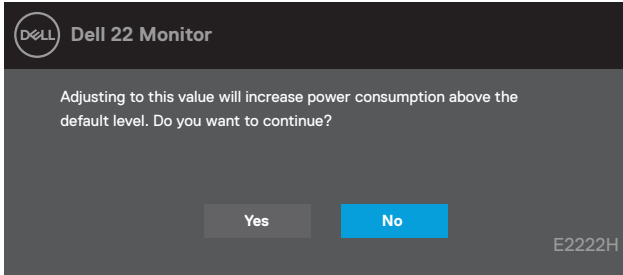 DELL Dell 22 Monitor
Adjusting to this value will increase power consumption above the
default level. Do you want to continue?
Yes No
E2222H